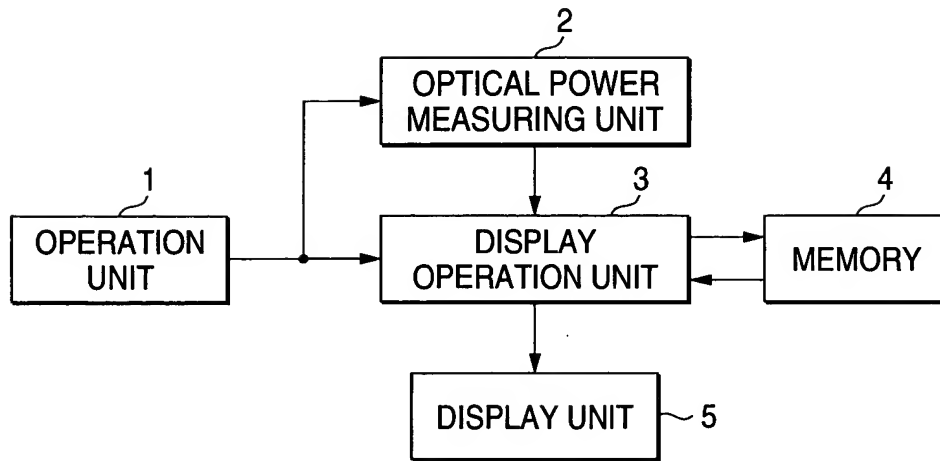 2
OPTICAL POWER
MEASURING UNIT
1
OPERATION
UNIT
3
DISPLAY
OPERATION UNIT
4
MEMORY
DISPLAY UNIT
5